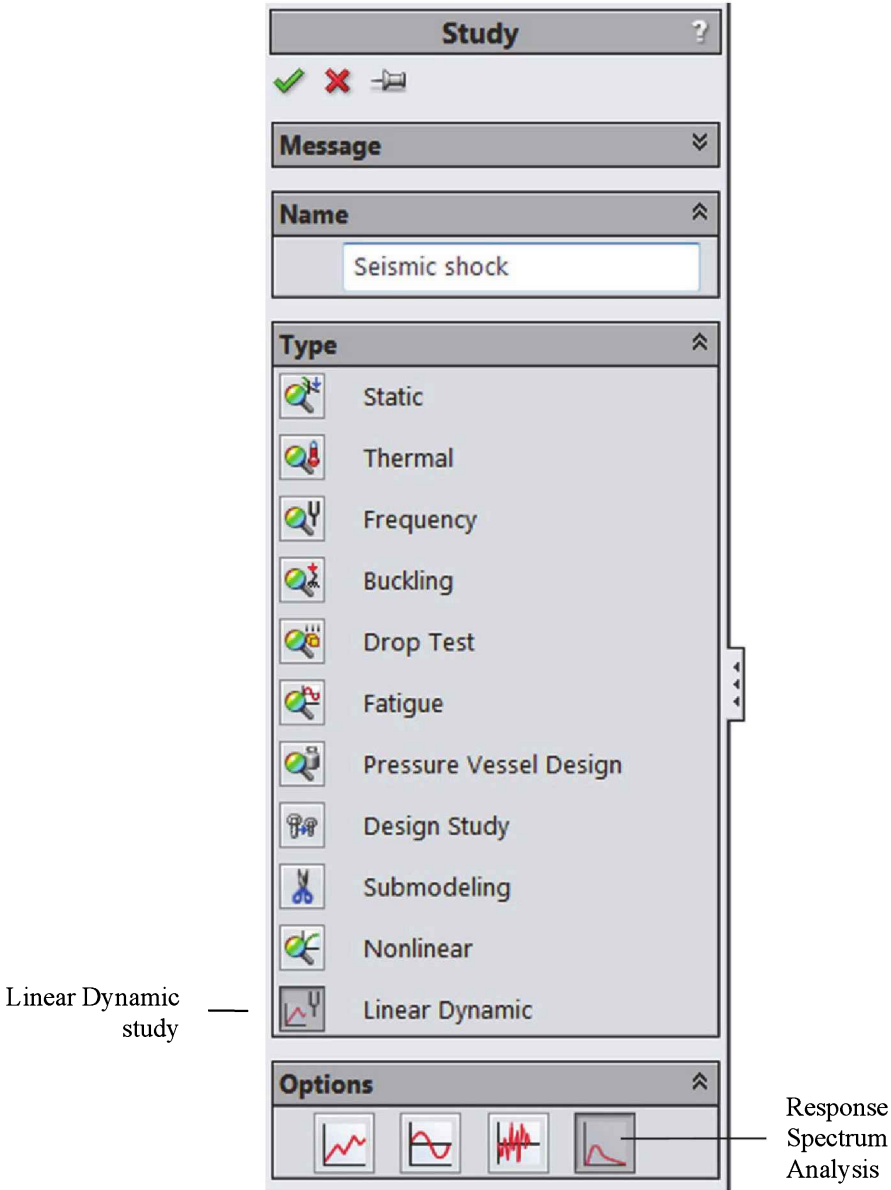 Study ?
Message
Name
Seismic shock
Type
Static
Thermal
Frequency
Buckling
Drop Test
Fatigue
Pressure Vessel Design
Design Study
Submodeling
Nonlinear
Linear Dynamic
study
Linear Dynamic
Options
Response
Spectrum
Analysis